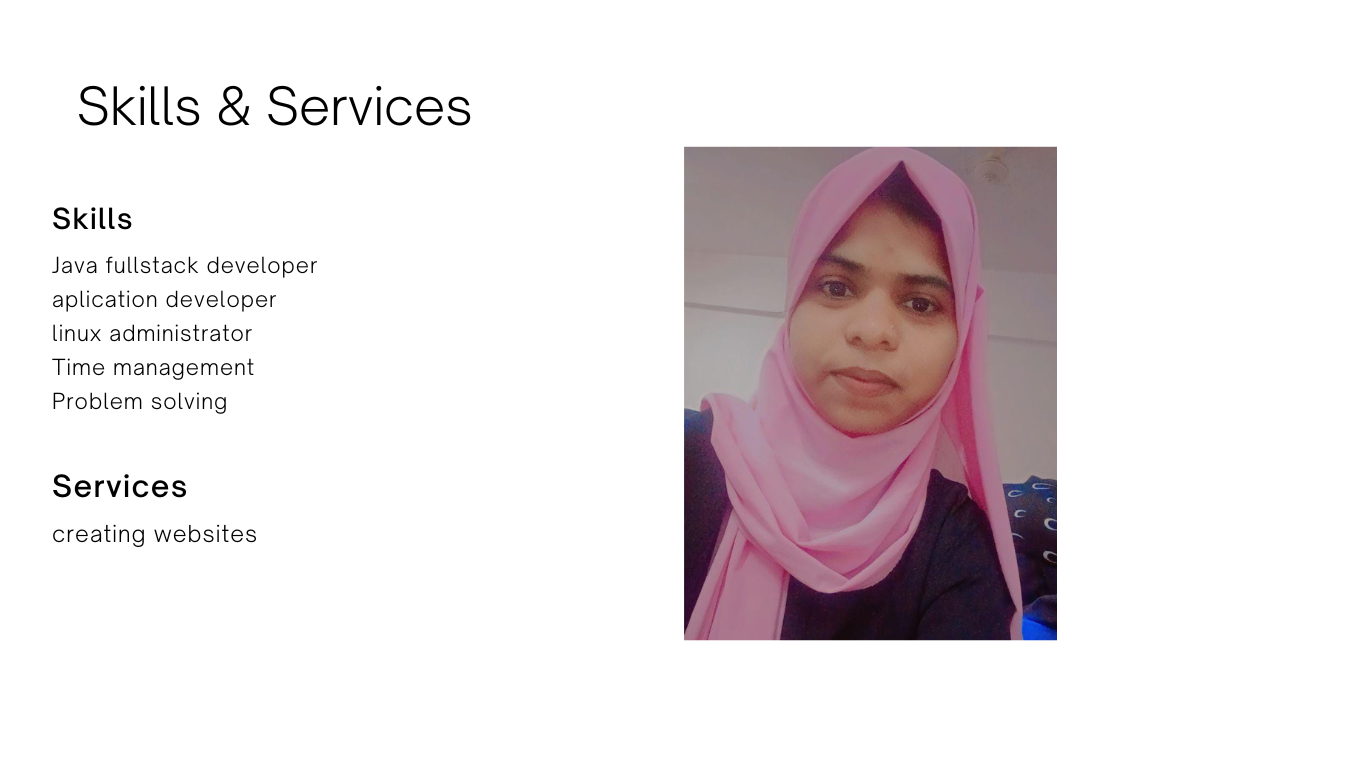 Skills & Services
Skills
Java fullstack developer
aplication developer
linux administrator
Time management
Problem solving
Services
creating websites